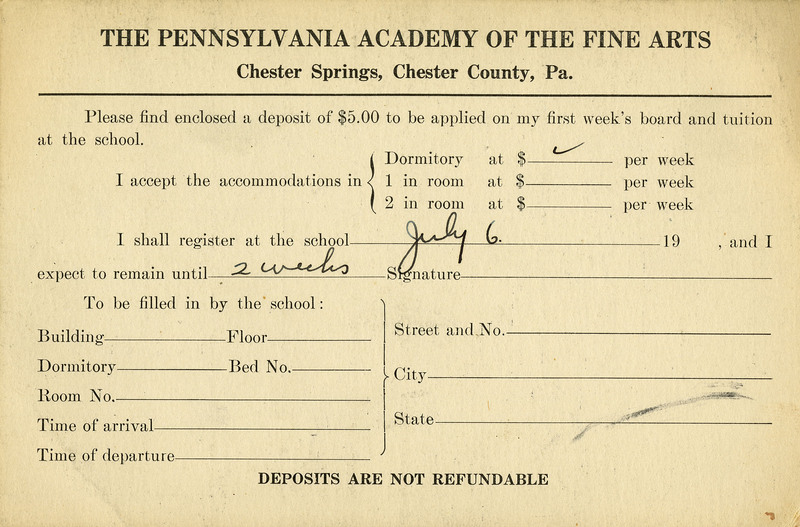 THE PENNSYLVANIA ACADEMY OF THE FINE ARTS
Chester Springs, Chester County, Pa.
Please find enclosed a deposit of $5.00 to be applied on my first week's board and tuition
at the school.
I accept the accommodations in
Dormitory at $ ✓ per week
1 in room at $ per week
2 in room at $ per week
I shall register at the school July 6. 19 , and I
expect to remain until 2 weeks Signature
To be filled in by the school:
Building Floor
Dormitory Bed No.
Room No.
Time of arrival
Time of departure
Street and No.
City
State
DEPOSITS ARE NOT REFUNDABLE